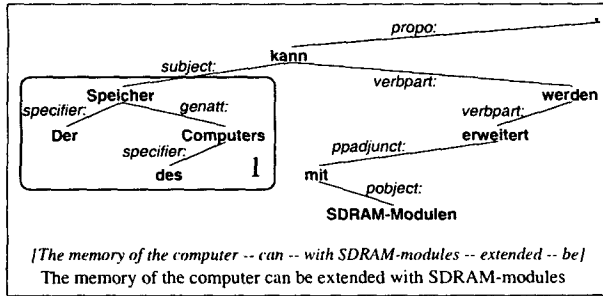 propo: .
kann
subject: verbpart:
Speicher werden
specifier: genatt: verbpart:
Der Computers erweitert
specifier: ppadjunct:
des 1 mit
pobject:
SDRAM-Modulen
[The memory of the computer -- can -- with SDRAM-modules -- extended -- be]
The memory of the computer can be extended with SDRAM-modules